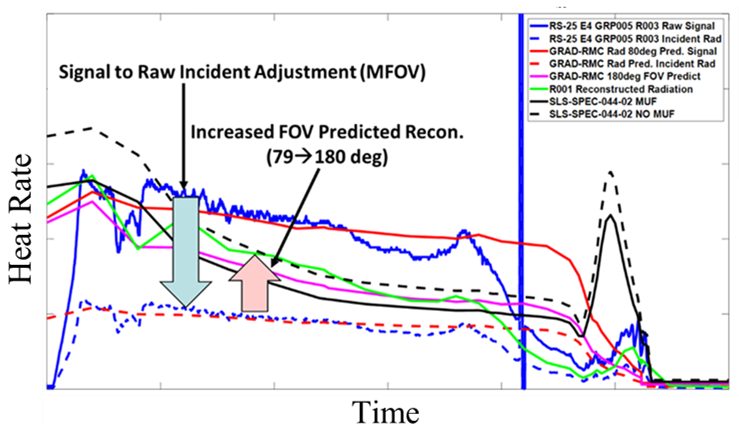 RS-25 E4 GRP005 R003 Raw Signal
RS-25 E4 GRP005 R003 Incident Rad
GRAD-RMC Rad 80deg Pred. Signal
GRAD-RMC Rad Pred. Incident Rad
GRAD-RMC 180deg FOV Predict
R001 Reconstructed Radiation
SLS-SPEC-044-02 MUF
SLS-SPEC-044-02 NO MUF
Signal to Raw Incident Adjustment (MFOV)
Increased FOV Predicted Recon.
(79→180 deg)
Heat Rate
Time